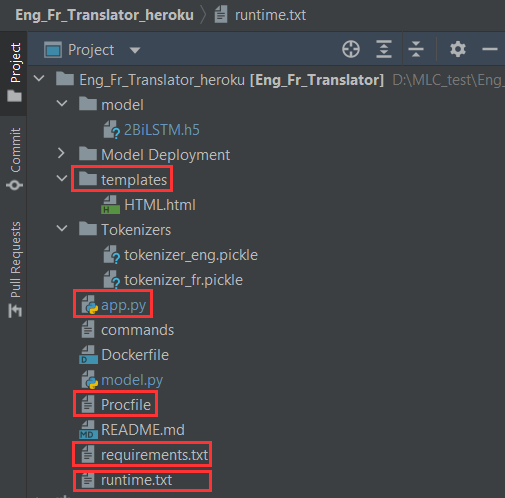 Eng_Fr_Translator_heroku > runtime.txt
Project
Project
Commit
Pull Requests
Eng_Fr_Translator_heroku [Eng_Fr_Translator] D:\MLC_test\Eng_
model
2BiLSTM.h5
Model Deployment
templates
HTML.html
Tokenizers
tokenizer_eng.pickle
tokenizer_fr.pickle
app.py
commands
Dockerfile
model.py
Procfile
README.md
requirements.txt
runtime.txt